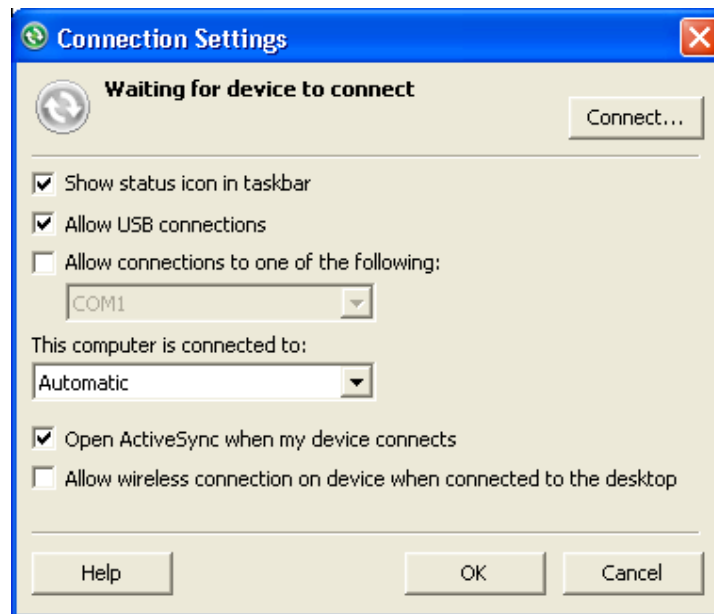 Connection Settings
Waiting for device to connect
Connect...
Show status icon in taskbar
Allow USB connections
Allow connections to one of the following:
COM1
This computer is connected to:
Automatic
Open ActiveSync when my device connects
Allow wireless connection on device when connected to the desktop
Help
OK
Cancel